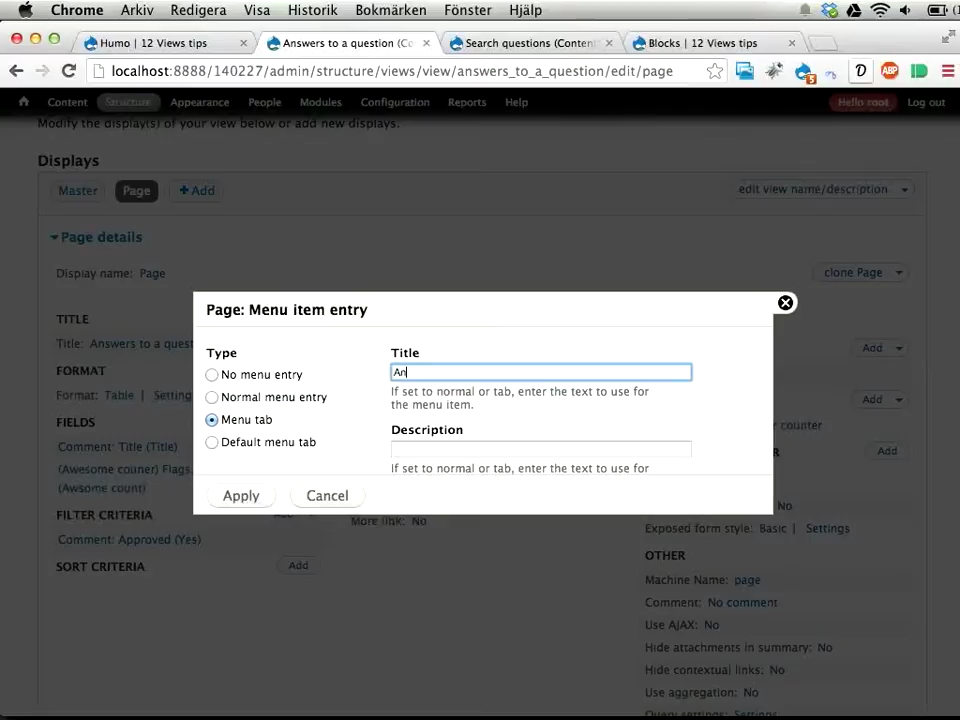 Chrome Arkiv Redigera Visa Historik Bokmärken Fönster Hjälp
Humo | 12 Views tips
Answers to a question (Co
Search questions (Conten
Blocks | 12 Views tips
localhost:8888/140227/admin/structure/views/view/answers_to_a_question/edit/page
5 D ABP
Content Structure Appearance People Modules Configuration Reports Help Hello root Log out
Modify the display(s) of your view below or add new displays.
Displays
Master Page +Add edit view name/description
Page details
Display name: Page clone Page
TITLE
Title: Answers to a quest
FORMAT
Format: Table | Setting
FIELDS
Comment: Title (Title)
(Awesome couner) Flags.
(Awesome count)
FILTER CRITERIA
Comment: Approved (Yes)
SORT CRITERIA Add
Page: Menu item entry
Type
No menu entry
Normal menu entry
Menu tab
Default menu tab
Title
An
If set to normal or tab, enter the text to use for
the menu item.
Description
If set to normal or tab, enter the text to use for
Apply Cancel
More link: No
Add
Add
counter
R Add
No
Exposed form style: Basic | Settings
OTHER
Machine Name: page
Comment: No comment
Use AJAX: No
Hide attachments in summary: No
Hide contextual links: No
Use aggregation: No
Query settings: Settings